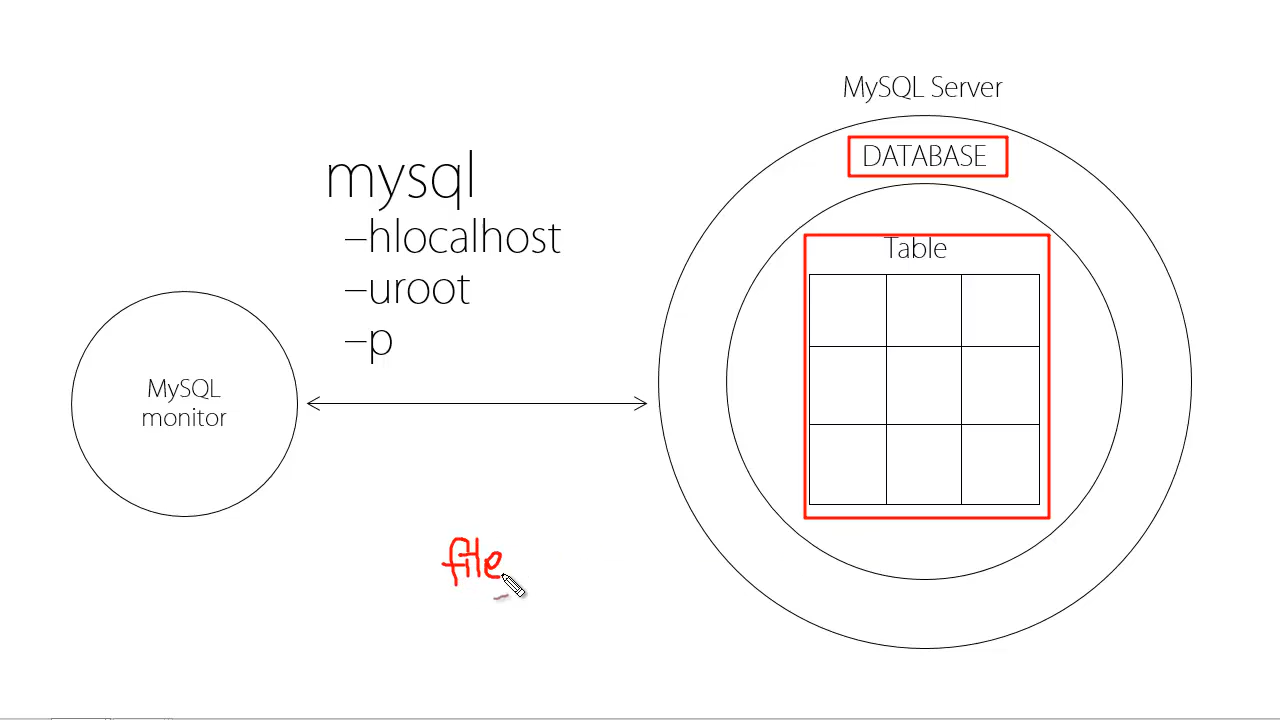 MySQL Server
DATABASE
mysql
–hlocalhost
–uroot
–p
Table
MySQL
monitor
file